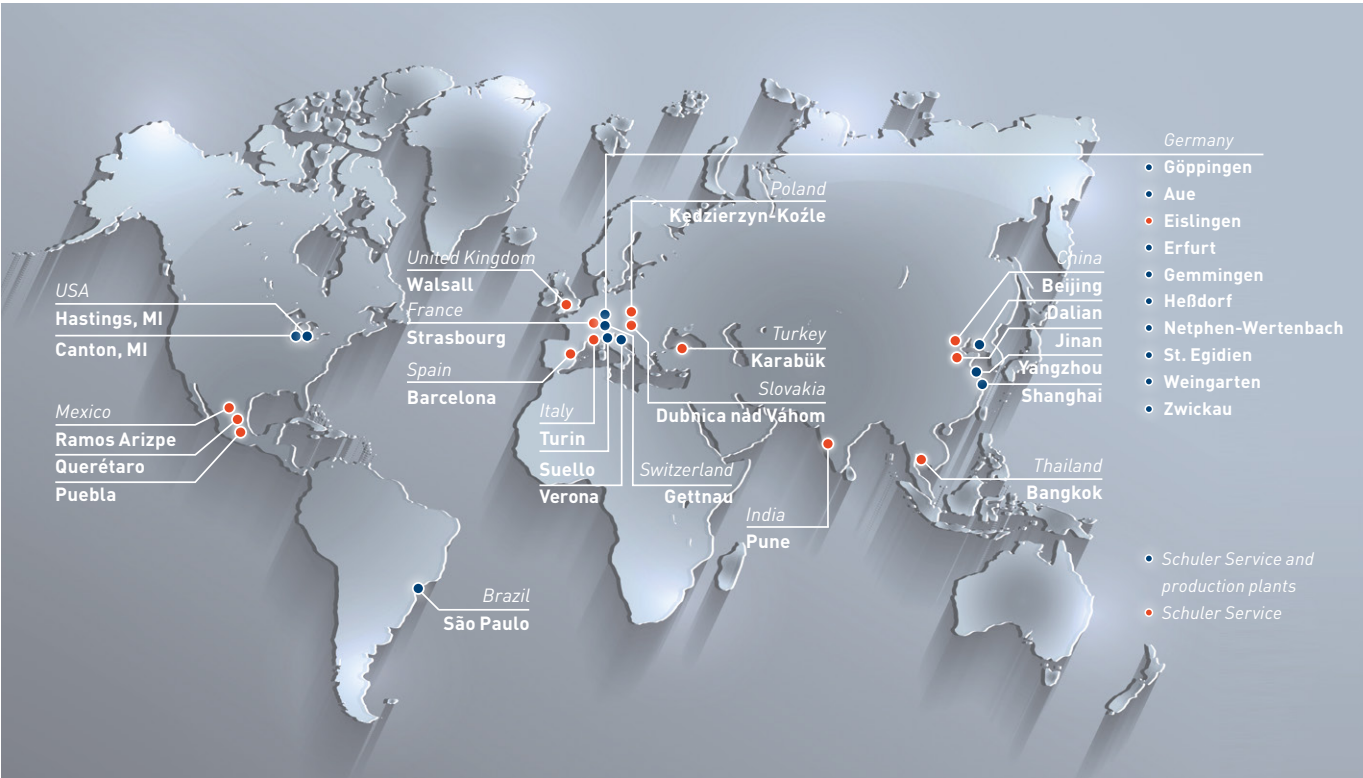 USA
Hastings, MI
Canton, MI
Mexico
Ramos Arizpe
Querétaro
Puebla
Brazil
São Paulo
United Kingdom
Walsall
France
Strasbourg
Spain
Barcelona
Italy
Turin
Suello
Verona
Switzerland
Gettnau
Poland
Kędzierzyn-Koźle
Turkey
Karabük
Slovakia
Dubnica nad Váhom
India
Pune
China
Beijing
Dalian
Jinan
Yangzhou
Shanghai
Thailand
Bangkok
Germany
Göppingen
Aue
Eislingen
Erfurt
Gemmingen
Heßdorf
Netphen-Wertenbach
St. Egidien
Weingarten
Zwickau
Schuler Service and
production plants
Schuler Service